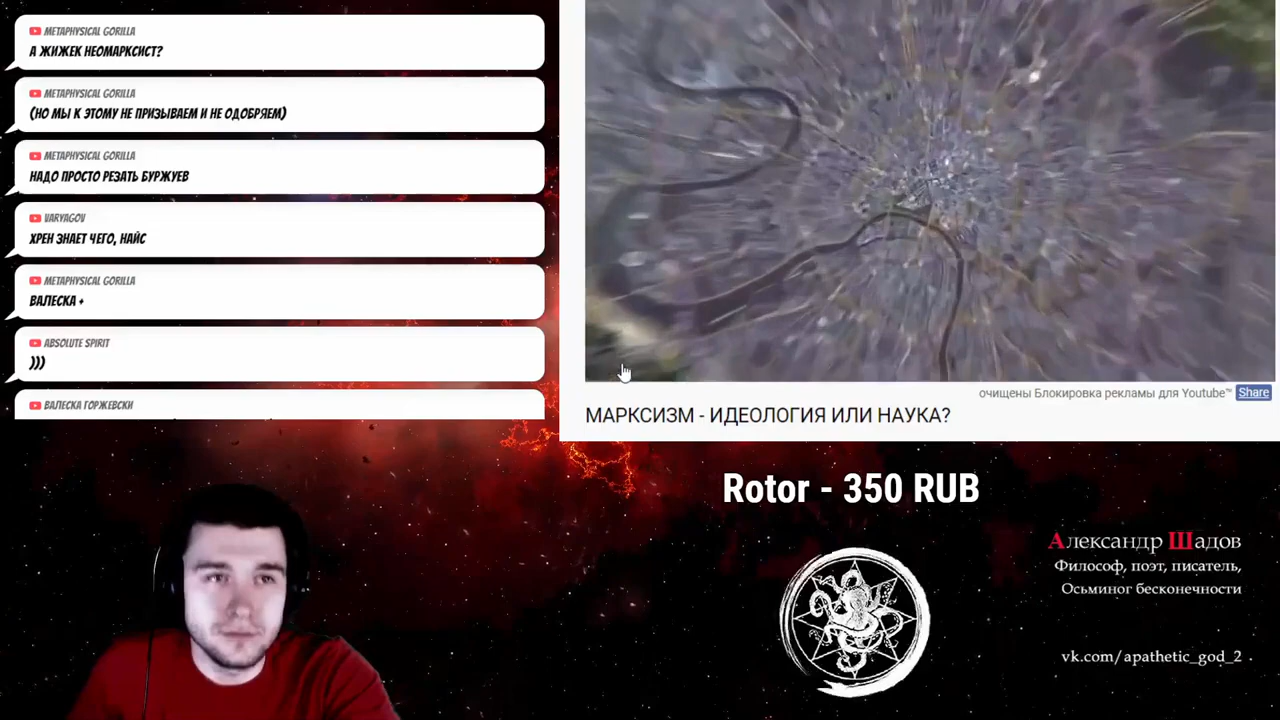 METAPHYSICAL GORILLA
А ЖИЖЕК НЕОМАРКСИСТ?
METAPHYSICAL GORILLA
(НО МЫ К ЭТОМУ НЕ ПРИЗЫВАЕМ И НЕ ОДОБРЯЕМ)
METAPHYSICAL GORILLA
НАДО ПРОСТО РЕЗАТЬ БУРЖУЕВ
VARYAGOV
ХРЕН ЗНАЕТ ЧЕГО, НАЙС
METAPHYSICAL GORILLA
ВАЛЕСКА +
ABSOLUTE SPIRIT
)))
ВАЛЕСКА ГОРЖЕВСКИ
очищены Блокировка рекламы для Youtube™ Share
МАРКСИЗМ - ИДЕОЛОГИЯ ИЛИ НАУКА?
Rotor - 350 RUB
Александр Шадов
Философ, поэт, писатель,
Осьминог бесконечности
vk.com/apathetic_god_2